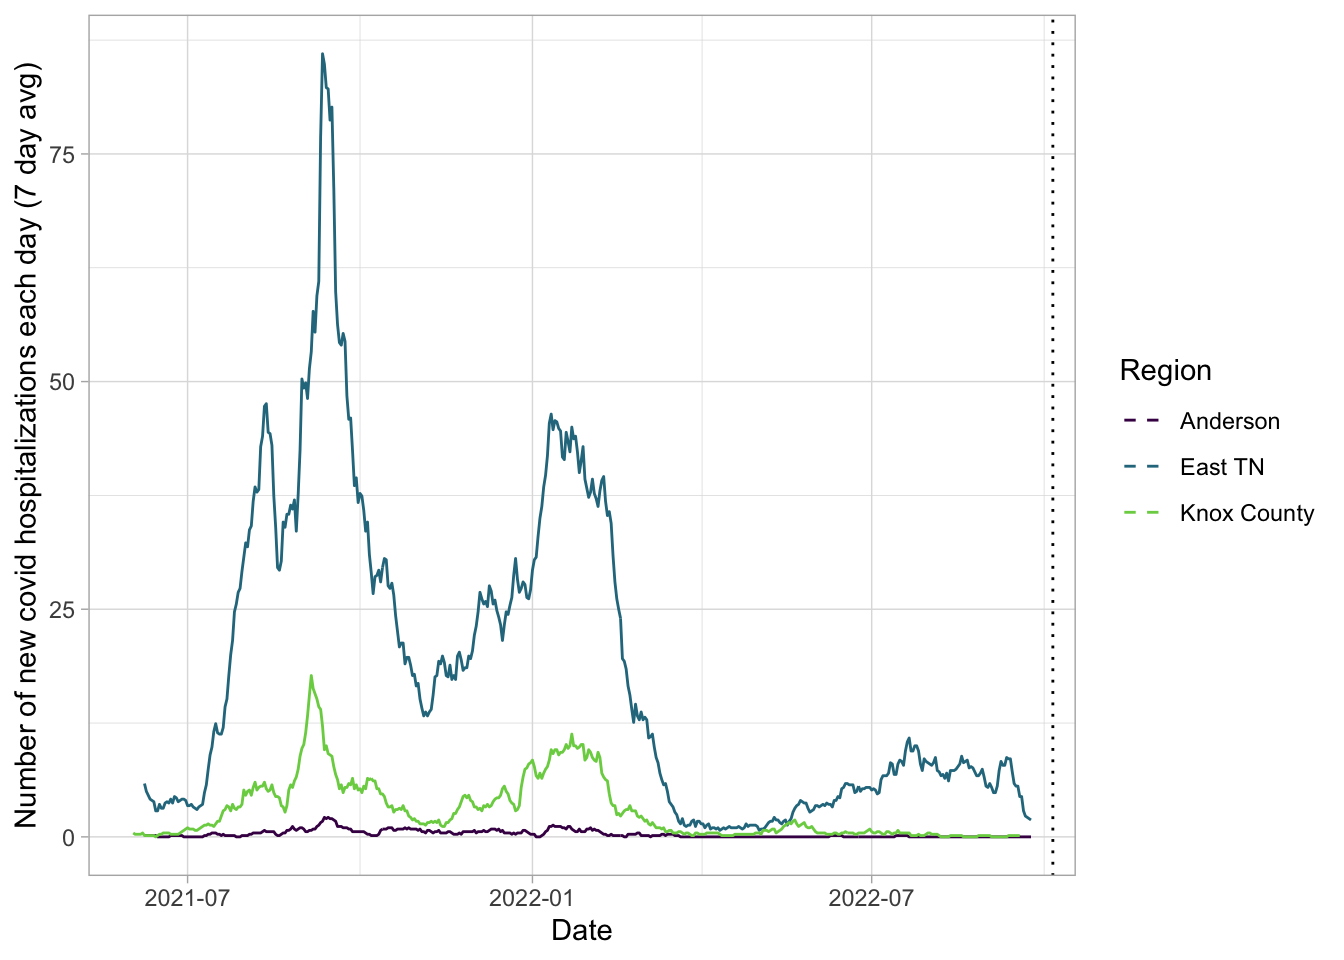 Number of new covid hospitalizations each day (7 day avg)
75
50
25
0
2021-07
2022-01
2022-07
Date
Region
Anderson
East TN
Knox County